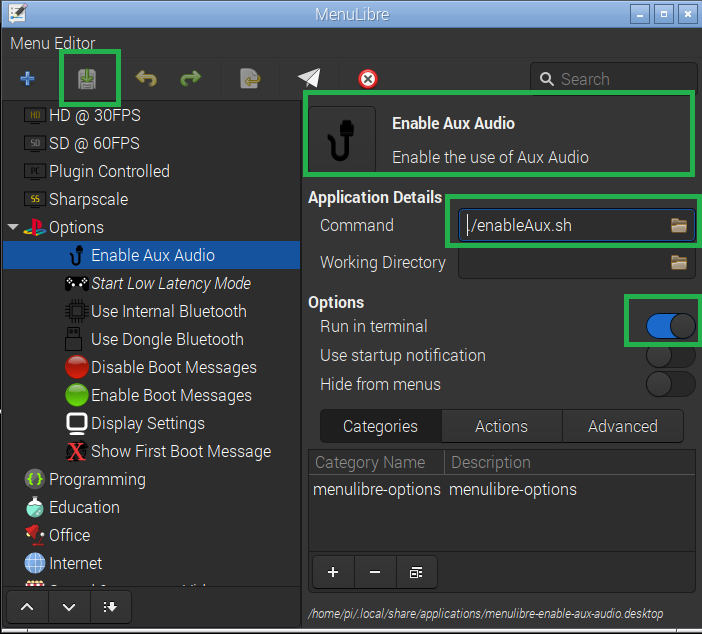 MenuLibre
Menu Editor
Search
HD HD @ 30FPS
SD SD @ 60FPS
PC Plugin Controlled
SS Sharpscale
Options
Enable Aux Audio
Start Low Latency Mode
Use Internal Bluetooth
Use Dongle Bluetooth
Disable Boot Messages
Enable Boot Messages
Display Settings
Show First Boot Message
Programming
Education
Office
Internet
Enable Aux Audio
Enable the use of Aux Audio
Application Details
Command ./enableAux.sh
Working Directory
Options
Run in terminal
Use startup notification
Hide from menus
Categories Actions Advanced
Category Name Description
menulibre-options menulibre-options
/home/pi/.local/share/applications/menulibre-enable-aux-audio.desktop